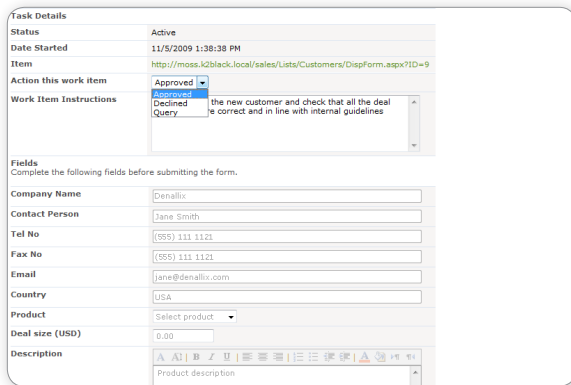 Task Details
Status Active
Date Started 11/5/2009 1:38:38 PM
Item http://moss.k2black.local/sales/Lists/Customers/DispForm.aspx?ID=9
Action this work item Approved
Approved
Work Item Instructions Declined the new customer and check that all the deal
Query re correct and in line with internal guidelines
Fields
Complete the following fields before submitting the form.
Company Name Denallix
Contact Person Jane Smith
Tel No (555) 111 1121
Fax No (555) 111 1121
Email jane@denallix.com
Country USA
Product Select product
Deal size (USD) 0.00
Description A A B I U A
Product description